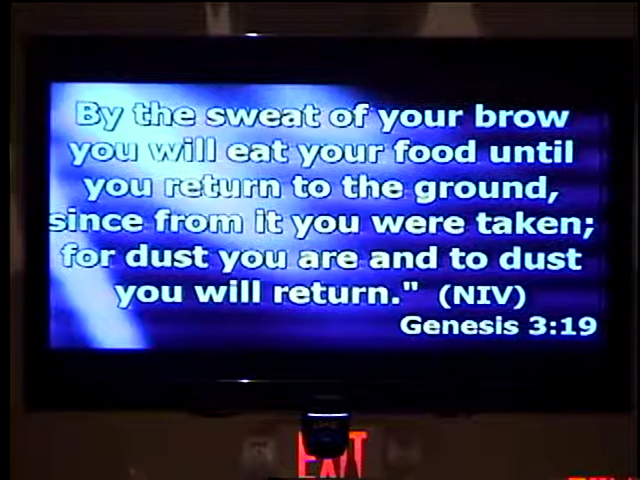 By the sweat of your brow
you will eat your food until
you return to the ground,
since from it you were taken;
for dust you are and to dust
you will return." (NIV)
Genesis 3:19
EXIT